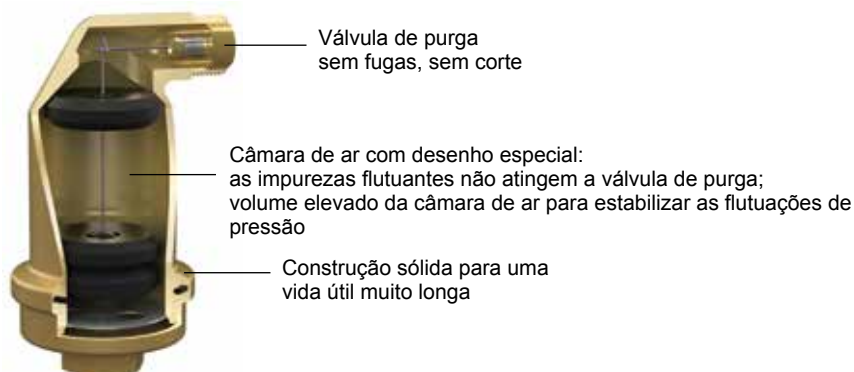 Válvula de purga
sem fugas, sem corte
Câmara de ar com desenho especial:
as impurezas flutuantes não atingem a válvula de purga;
volume elevado da câmara de ar para estabilizar as flutuações de
pressão
Construção sólida para uma
vida útil muito longa